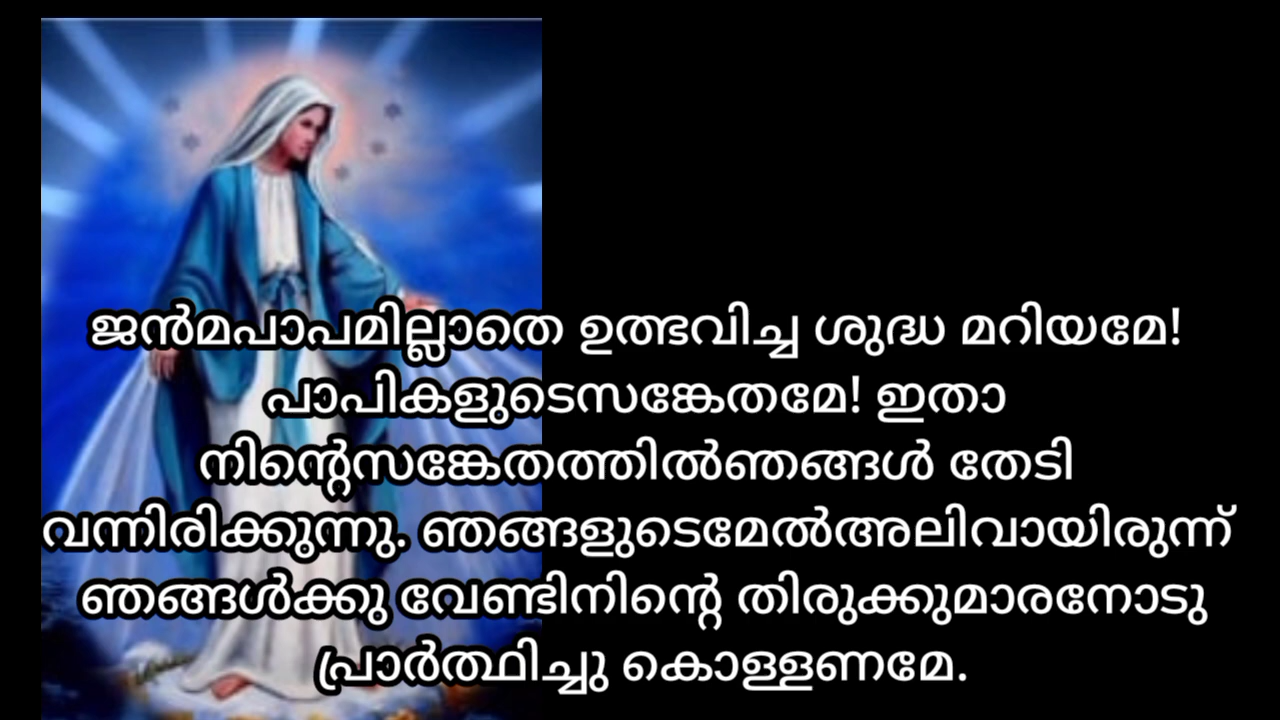 ജൻമപാപമില്ലാതെ ഉത്ഭവിച്ച ശുദ്ധ മറിയമേ!
പാപികളുടെസങ്കേതമേ! ഇതാ
നിന്റെസങ്കേതത്തിൽഞങ്ങൾ തേടി
വന്നിരിക്കുന്നു. ഞങ്ങളുടെമേൽഅലിവായിരുന്ന്
ഞങ്ങൾക്കു വേണ്ടിനിന്റെ തിരുക്കുമാരനോടു
പ്രാർത്ഥിച്ചു കൊള്ളണമേ.